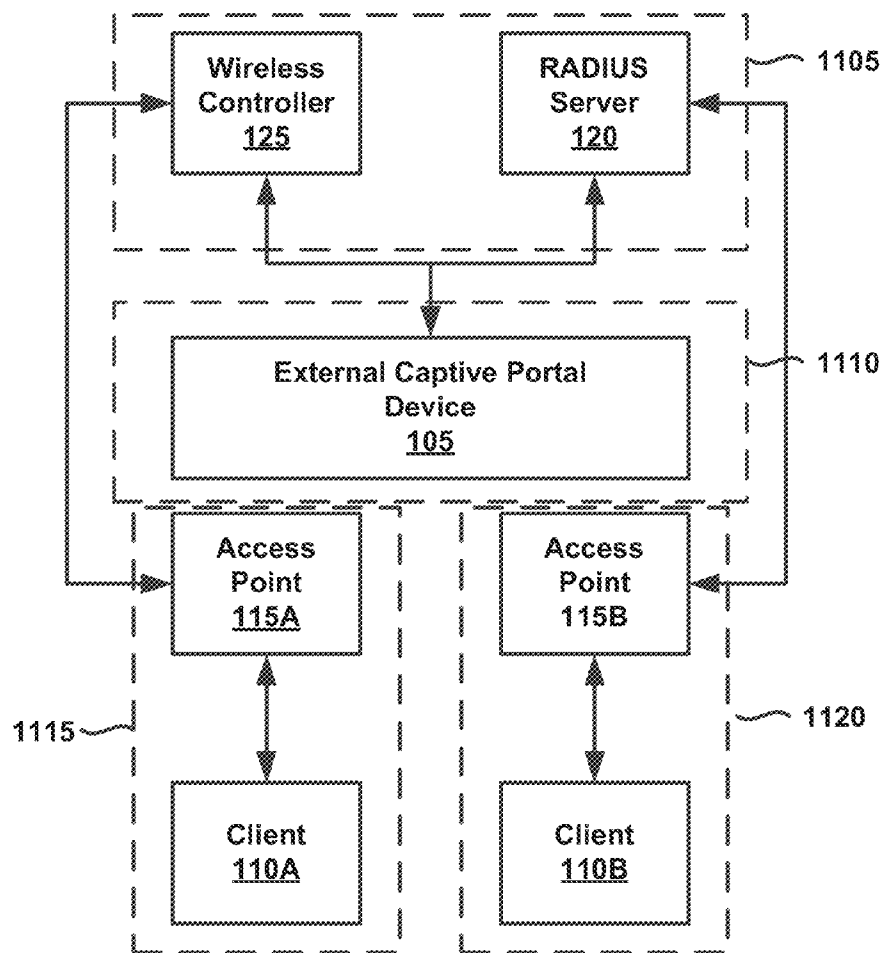 Wireless
Controller
125
RADIUS
Server
120
1105
External Captive Portal
Device
105
1110
Access
Point
115A
Access
Point
115B
1115
1120
Client
110A
Client
110B